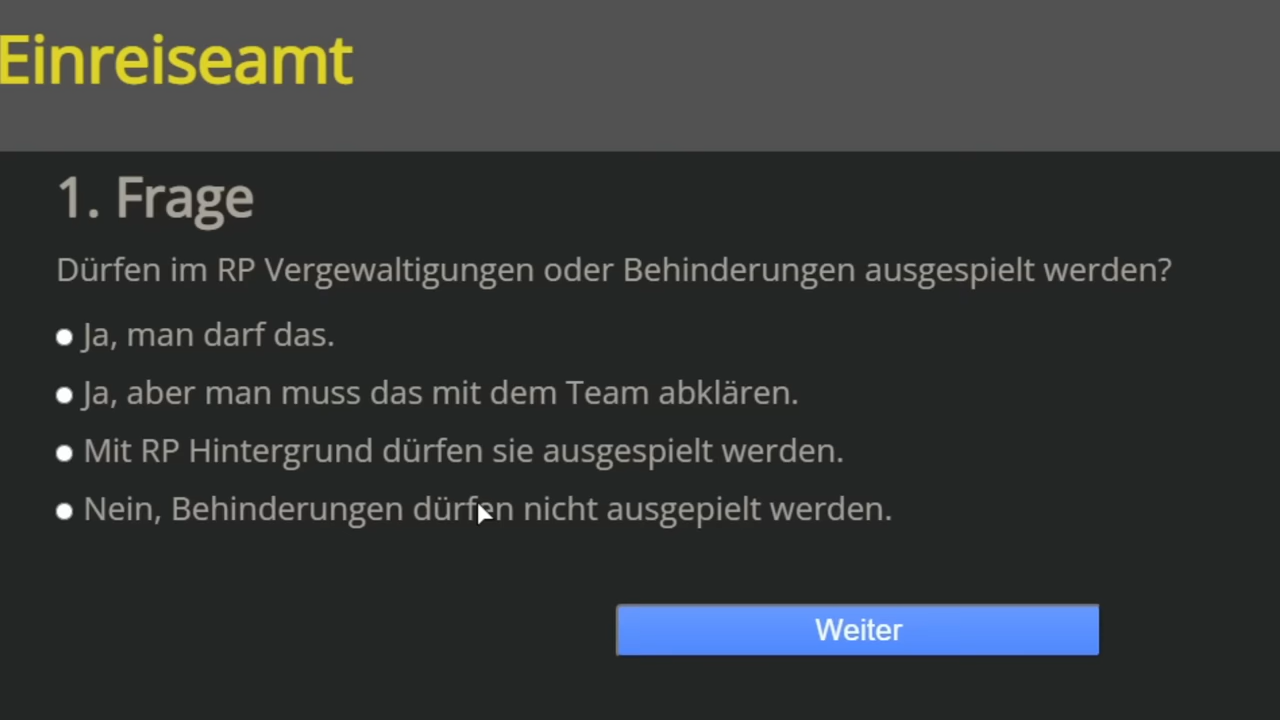 Einreiseamt
1. Frage
Dürfen im RP Vergewaltigungen oder Behinderungen ausgespielt werden?
Ja, man darf das.
Ja, aber man muss das mit dem Team abklären.
Mit RP Hintergrund dürfen sie ausgespielt werden.
Nein, Behinderungen dürfen nicht ausgepielt werden.
Weiter